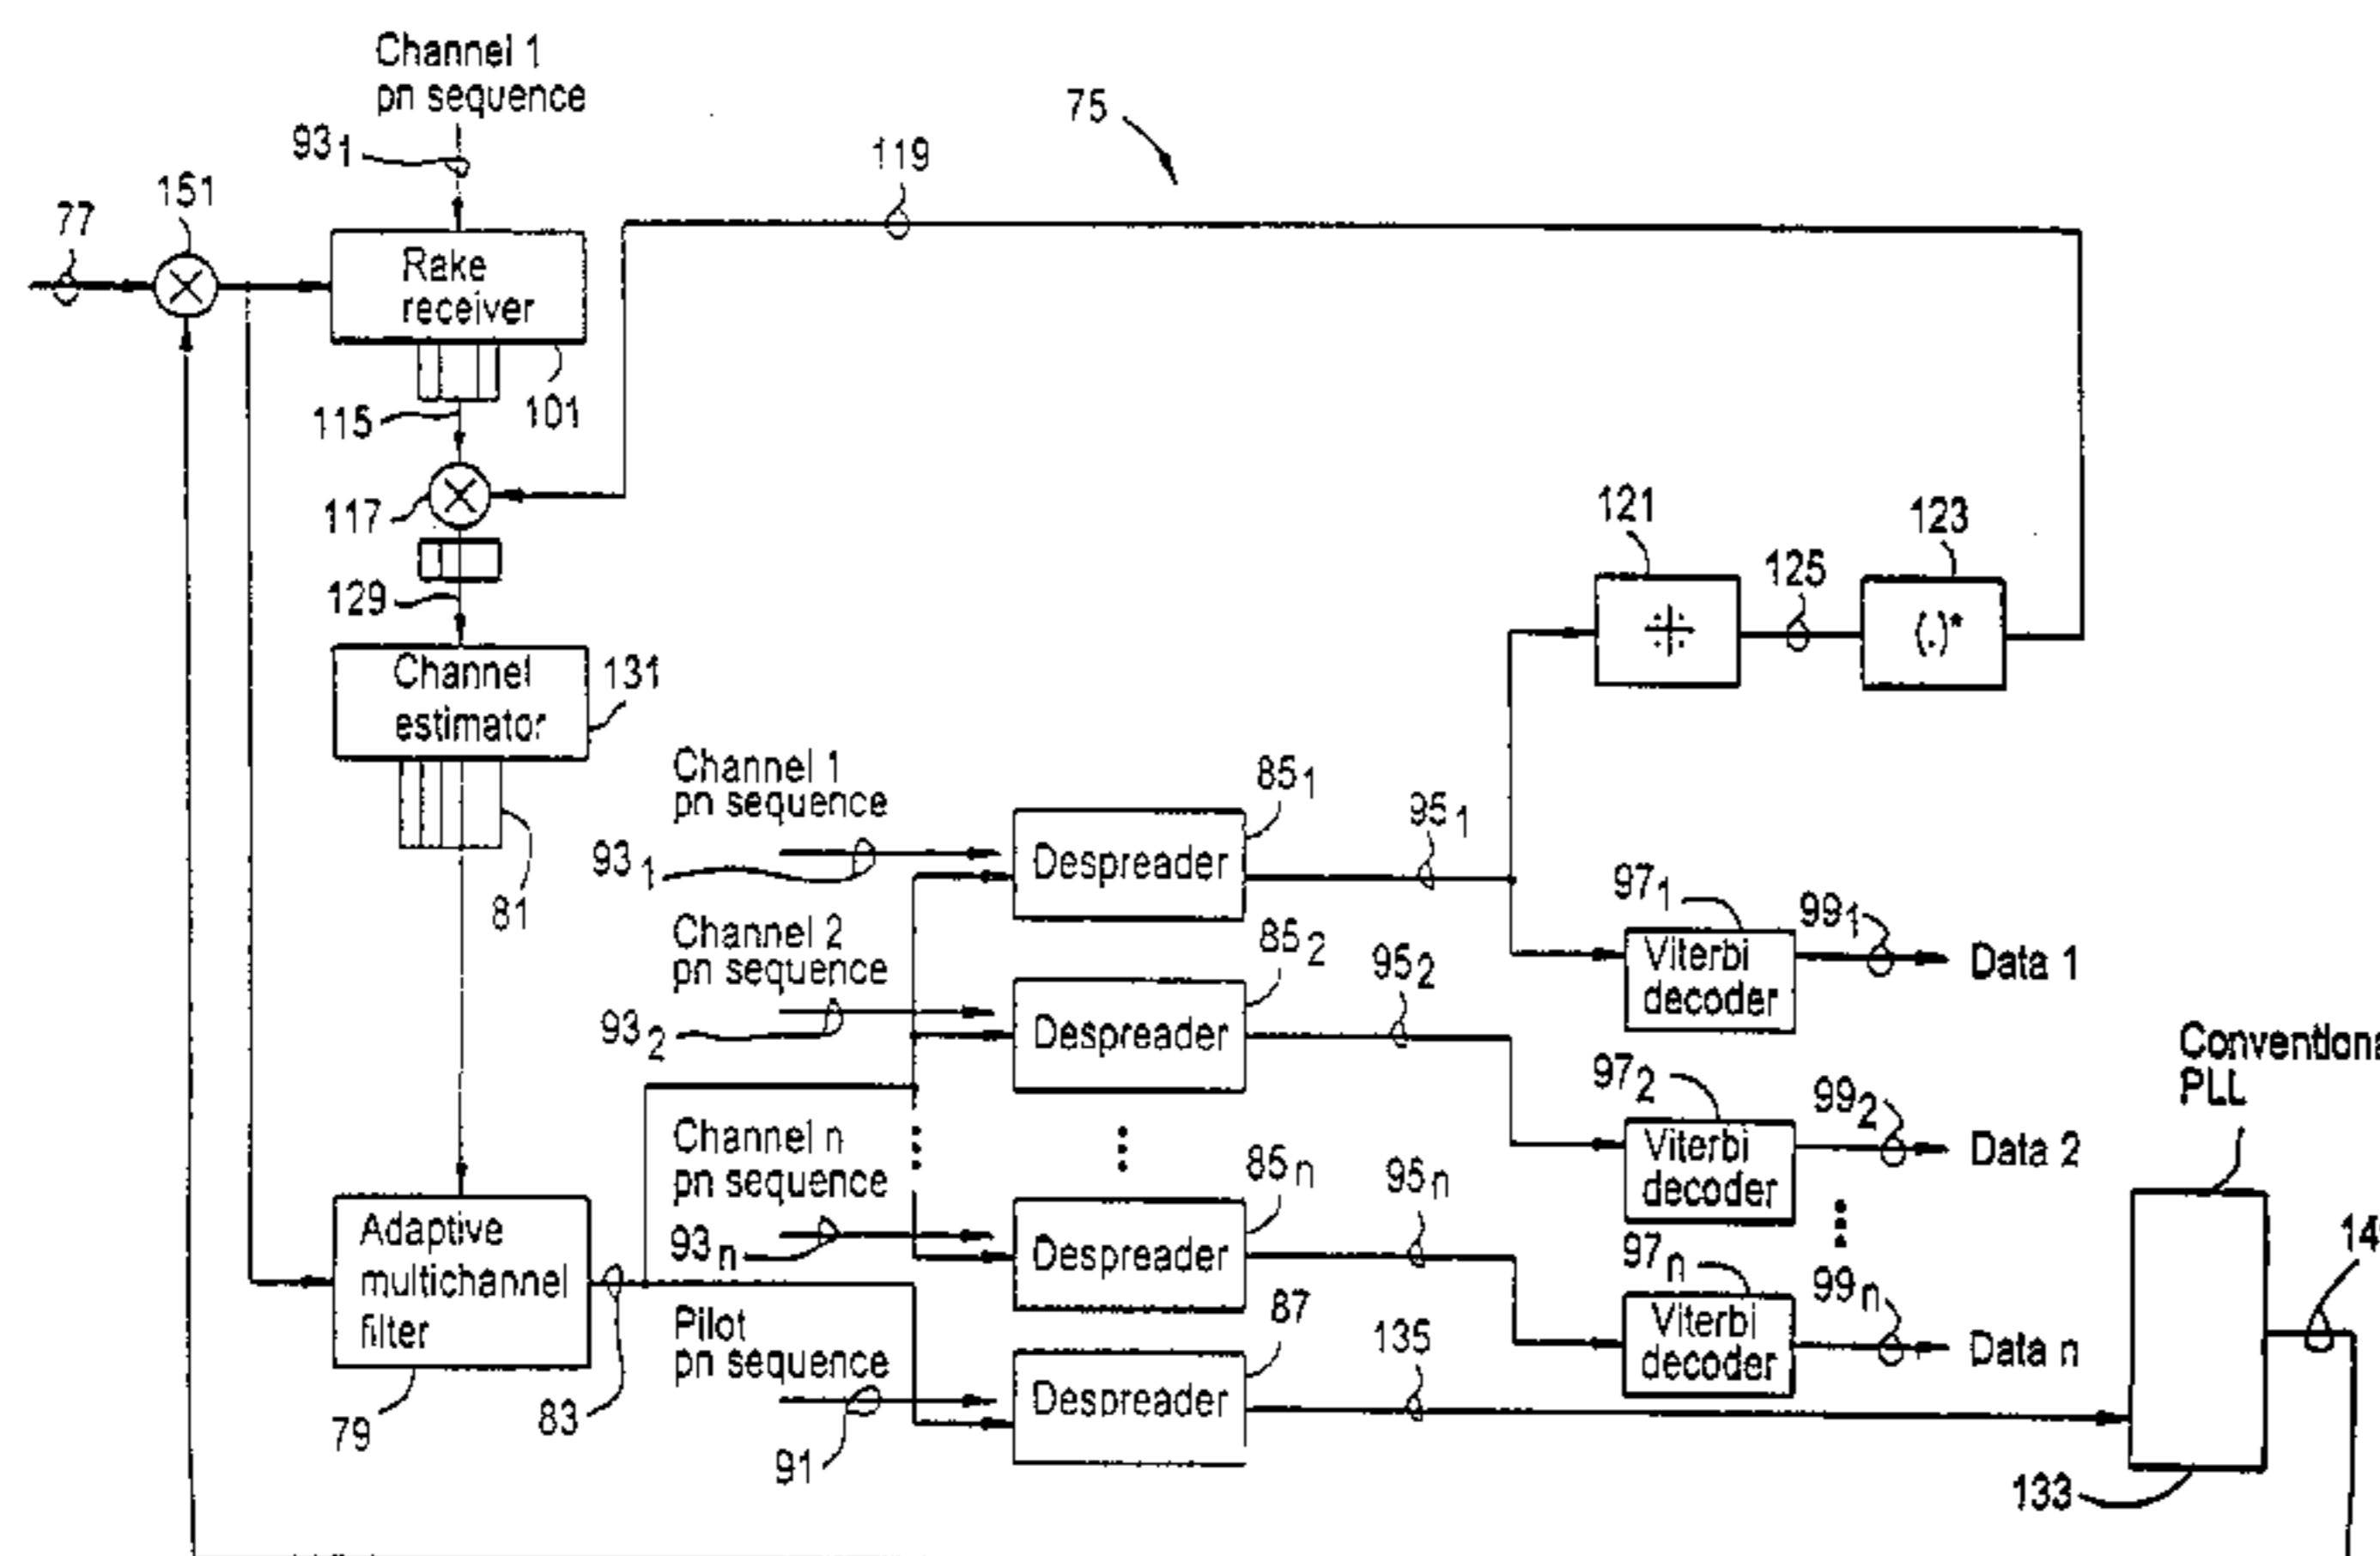 Channel 1
pn sequence
93 1
75
119
151
77
Rake
receiver
115
101
117
121
123
125
(.)*
129
Channel
estimator
131
81
Channel 1
pn sequence
93 1
Despreader
85 1
95 1
97 1
Viterbi
decoder
99 1
Data 1
Channel 2
pn sequence
93 2
Despreader
85 2
95 2
97 2
Viterbi
decoder
99 2
Data 2
PLL
Channel n
pn sequence
93 n
Despreader
85 n
95 n
97 n
Viterbi
decoder
99 n
Data n
Adaptive
multichannel
filter
79
83
Pilot
pn sequence
91
Despreader
87
135
133